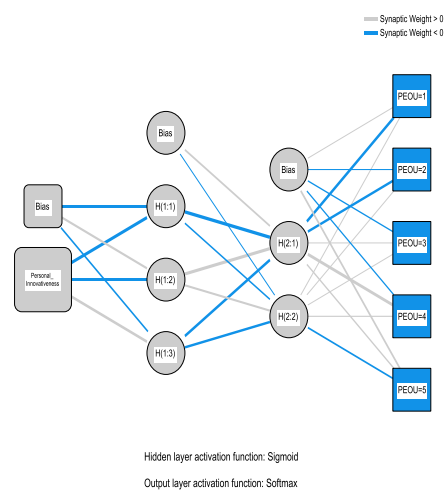 Synaptic Weight > 0
Synaptic Weight < 0
PEOU=1
Bias
PEOU=2
Bias
Bias
H(1:1)
H(2:1)
PEOU=3
Personal_
Innovativeness
H(1:2)
H(2:2)
PEOU=4
H(1:3)
PEOU=5
Hidden layer activation function: Sigmoid
Output layer activation function: Softmax